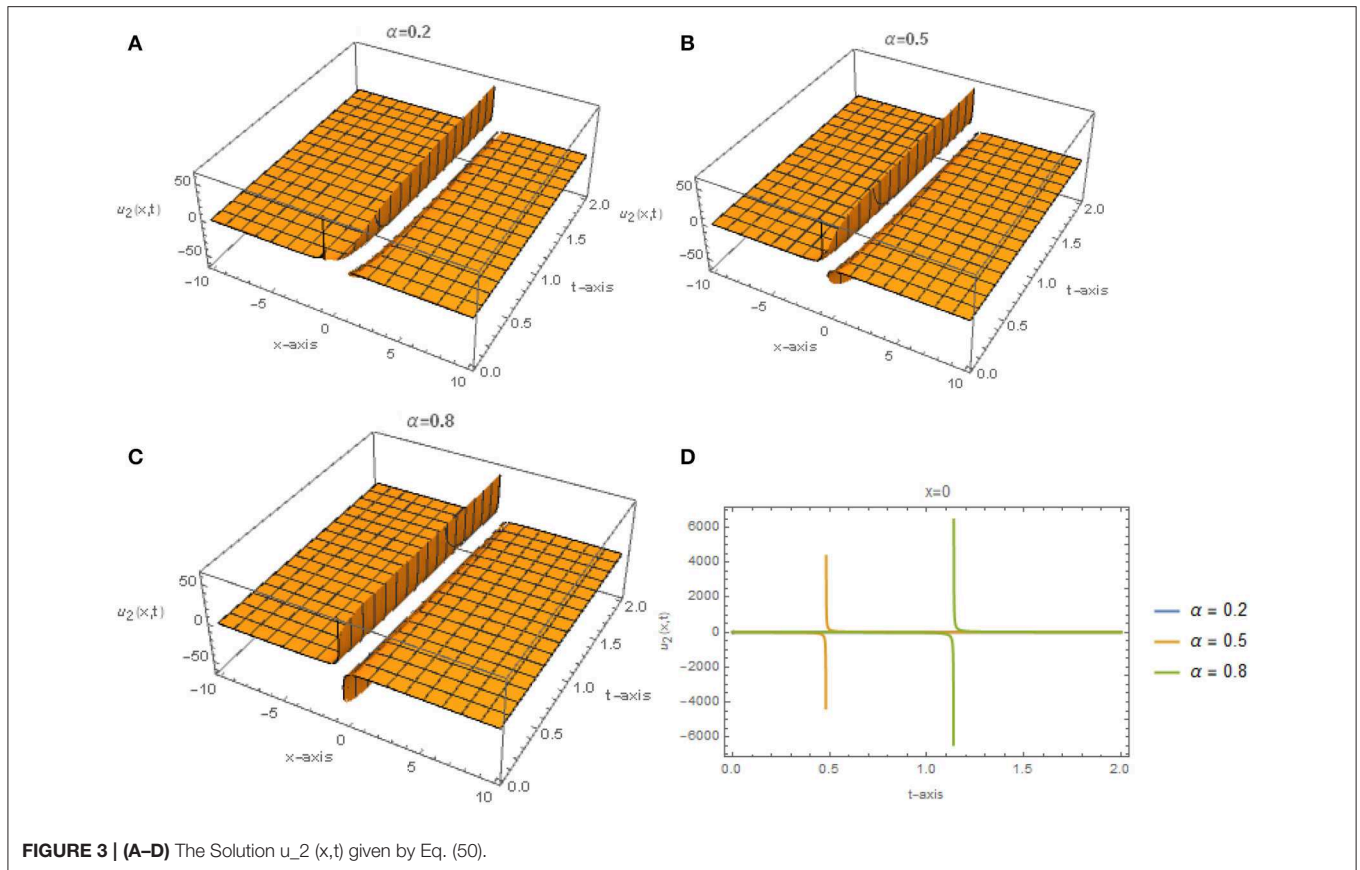 A
α=0.2
50
0
−50
u₂(x,t)
−10
−5
0
5
10
x−axis
0.0
0.5
1.0
1.5
2.0
t−axis
B
α=0.5
50
0
−50
u₂(x,t)
−10
−5
0
5
10
x−axis
0.0
0.5
1.0
1.5
2.0
t−axis
C
α=0.8
50
0
−50
u₂(x,t)
−10
−5
0
5
10
x−axis
0.0
0.5
1.0
1.5
2.0
t−axis
D
x=0
6000
4000
2000
0
−2000
−4000
−6000
u₂(x,t)
0.0 0.5 1.0 1.5 2.0
t−axis
α = 0.2
α = 0.5
α = 0.8
FIGURE 3 | (A–D) The Solution u_2 (x,t) given by Eq. (50).